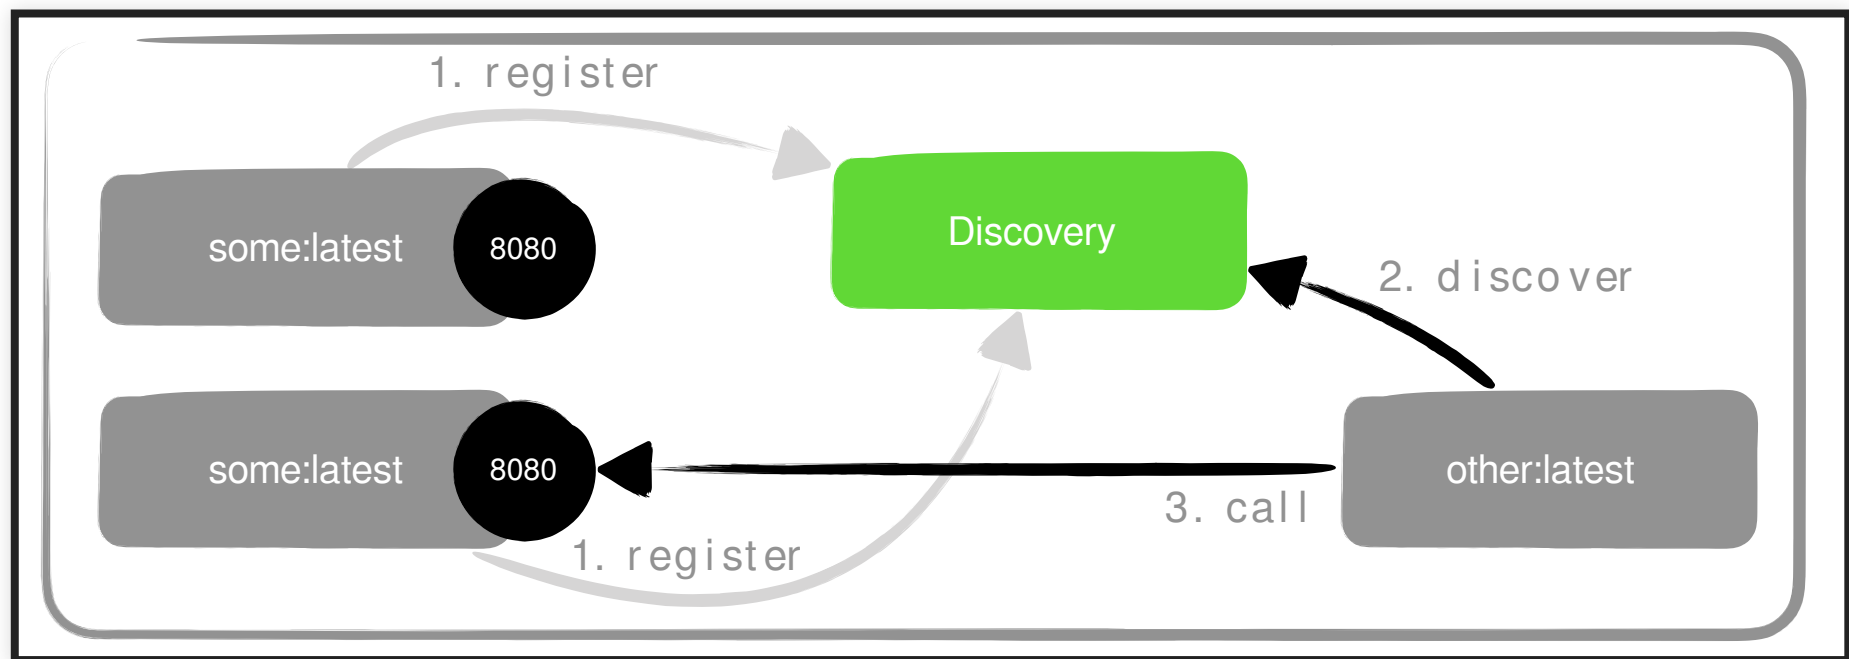 1. register
some:latest
8080
Discovery
2. discover
some:latest
8080
other:latest
3. call
1. register